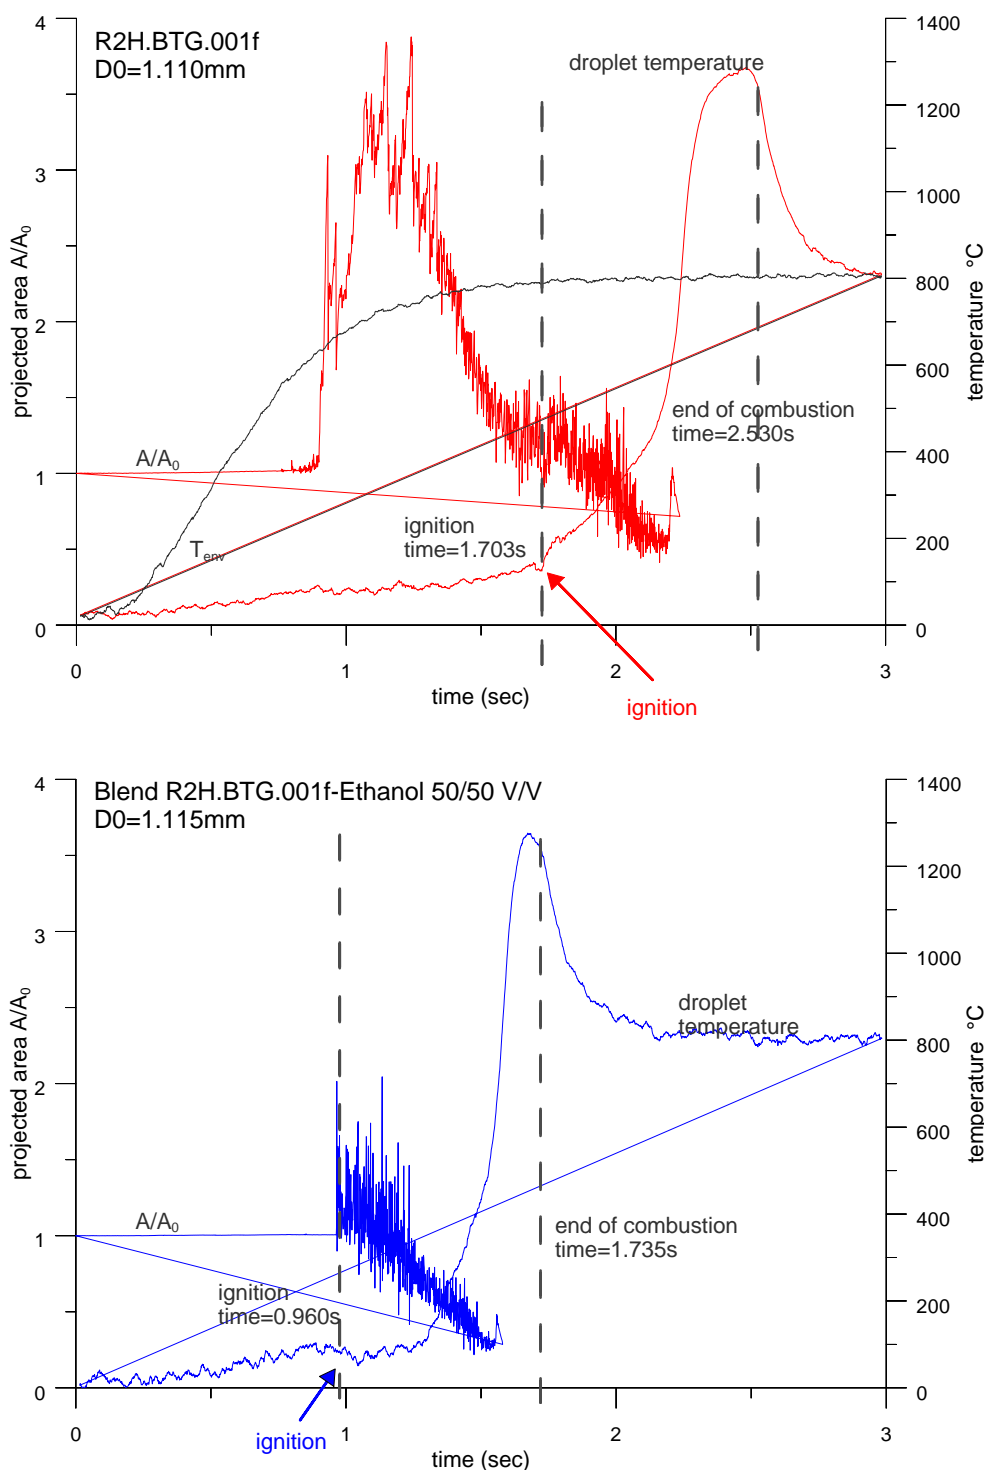 R2H.BTG.001f
D0=1.110mm
droplet temperature
end of combustion
time=2.530s
A/A0
ignition
time=1.703s
Tenv
ignition
projected area A/A0
temperature °C
time (sec)
4
3
2
1
0
1400
1200
1000
800
600
400
200
0
0
1
2
3
Blend R2H.BTG.001f-Ethanol 50/50 V/V
D0=1.115mm
droplet
temperature
A/A0
end of combustion
time=1.735s
ignition
time=0.960s
ignition
projected area A/A0
temperature °C
time (sec)
4
3
2
1
0
1400
1200
1000
800
600
400
200
0
0
1
2
3